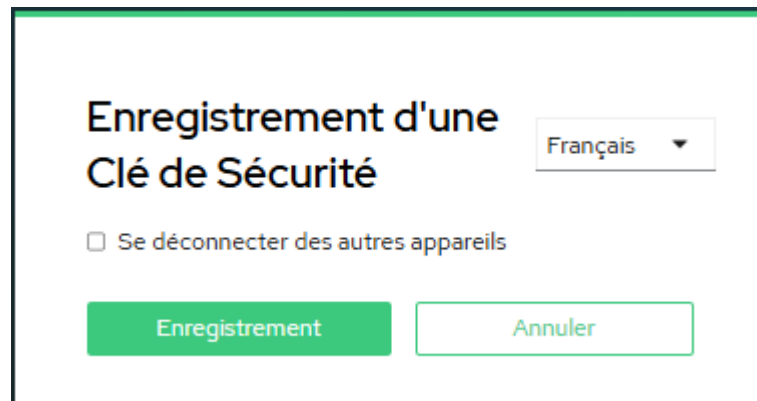 Enregistrement d'une
Clé de Sécurité
Français
Se déconnecter des autres appareils
Enregistrement
Annuler